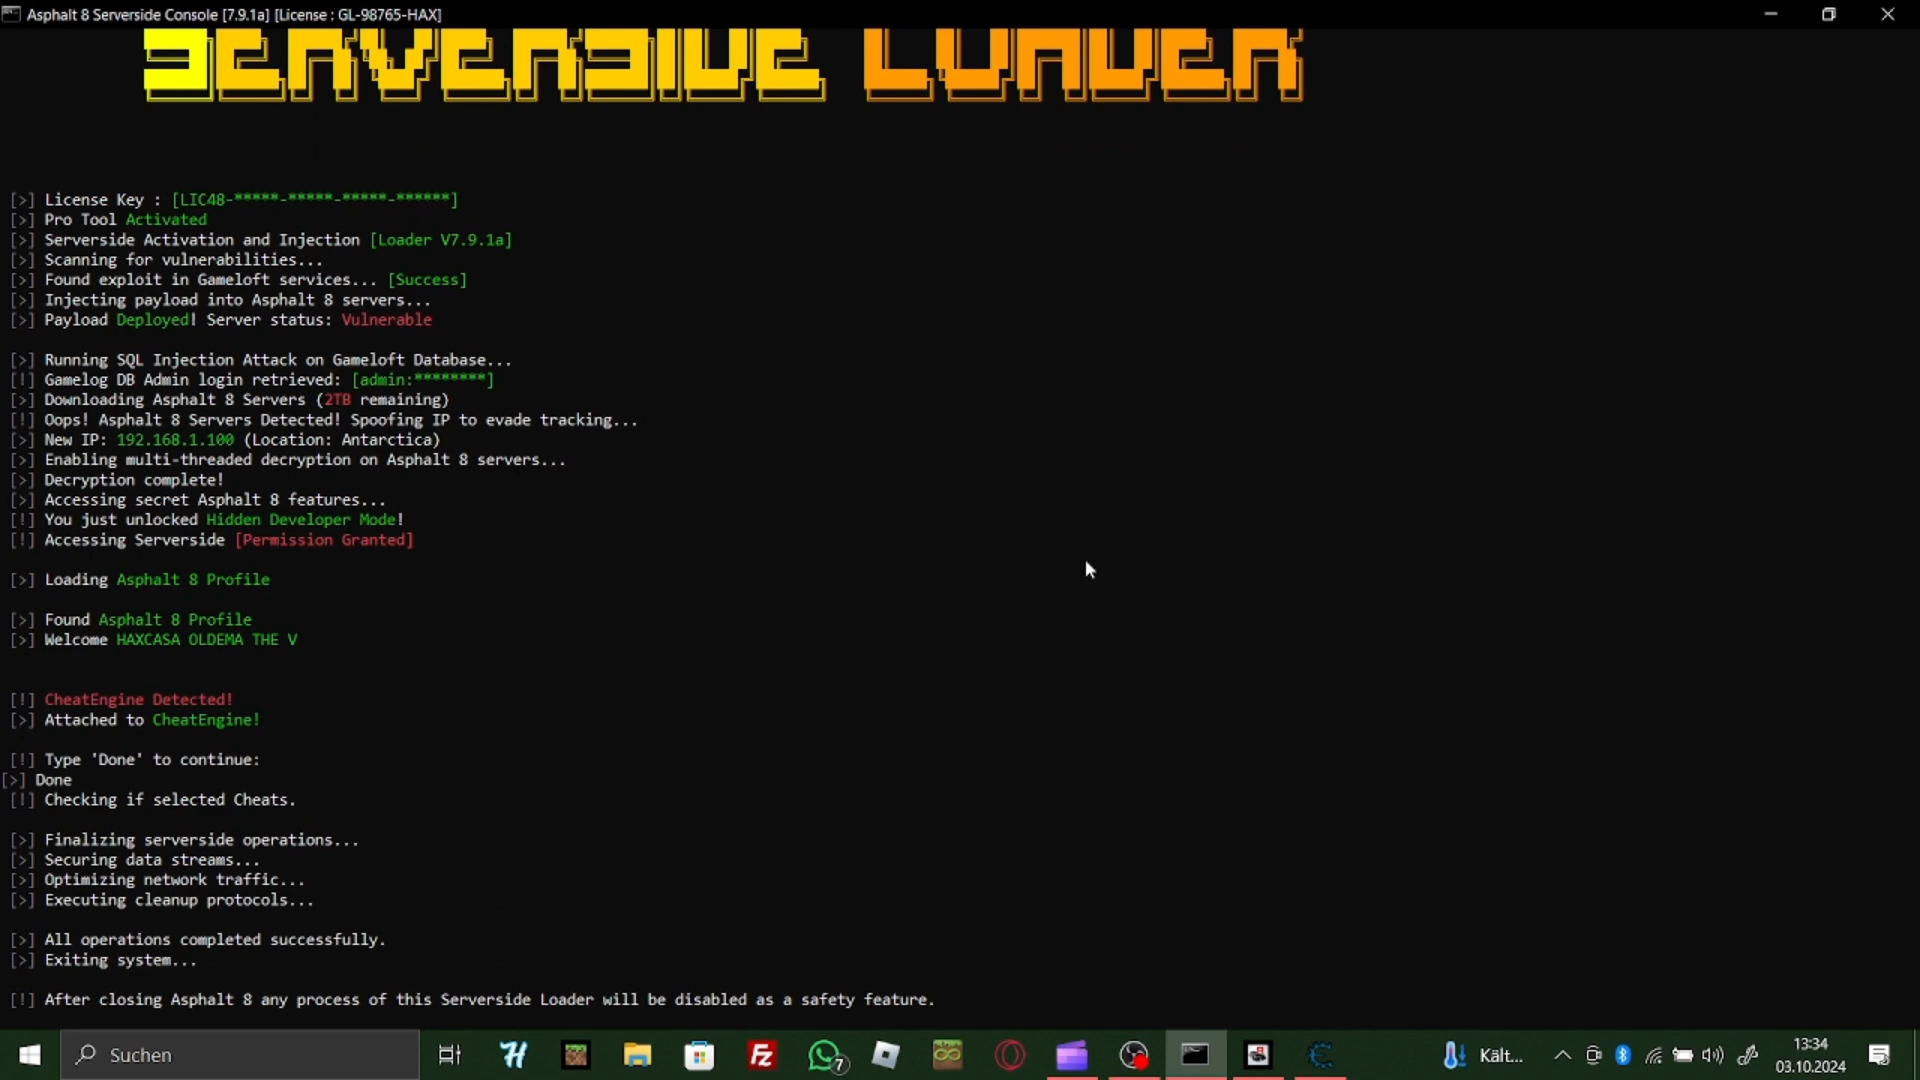 Asphalt 8 Serverside Console [7.9.1a] [License : GL-98765-HAX]
SERVERSIDE LOADER
[>] License Key : [LIC48-*****-*****-*****-******]
[>] Pro Tool Activated
[>] Serverside Activation and Injection [Loader V7.9.1a]
[>] Scanning for vulnerabilities...
[>] Found exploit in Gameloft services... [Success]
[>] Injecting payload into Asphalt 8 servers...
[>] Payload Deployed! Server status: Vulnerable
[>] Running SQL Injection Attack on Gameloft Database...
[!] Gamelog DB Admin login retrieved: [admin:********]
[>] Downloading Asphalt 8 Servers (2TB remaining)
[!] Oops! Asphalt 8 Servers Detected! Spoofing IP to evade tracking...
[>] New IP: 192.168.1.100 (Location: Antarctica)
[>] Enabling multi-threaded decryption on Asphalt 8 servers...
[>] Decryption complete!
[>] Accessing secret Asphalt 8 features...
[!] You just unlocked Hidden Developer Mode!
[!] Accessing Serverside [Permission Granted]
[>] Loading Asphalt 8 Profile
[>] Found Asphalt 8 Profile
[>] Welcome HAXCASA OLDEMA THE V
[!] CheatEngine Detected!
[>] Attached to CheatEngine!
[!] Type 'Done' to continue:
[>] Done
[!] Checking if selected Cheats.
[>] Finalizing serverside operations...
[>] Securing data streams...
[>] Optimizing network traffic...
[>] Executing cleanup protocols...
[>] All operations completed successfully.
[>] Exiting system...
[!] After closing Asphalt 8 any process of this Serverside Loader will be disabled as a safety feature.
Suchen
7
Kält...
13:34
03.10.2024